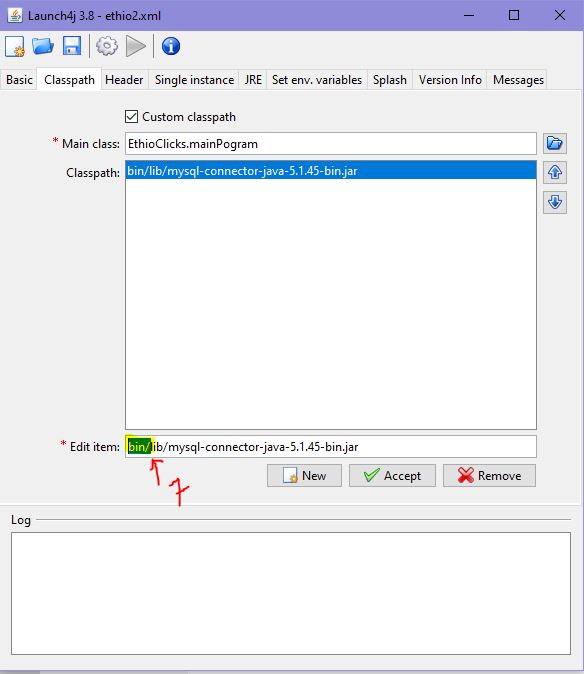 Launch4j 3.8 - ethio2.xml
Basic Classpath Header Single instance JRE Set env. variables Splash Version Info Messages
Custom classpath
* Main class: EthioClicks.mainPogram
Classpath: bin/lib/mysql-connector-java-5.1.45-bin.jar
* Edit item: bin/lib/mysql-connector-java-5.1.45-bin.jar
7
New Accept Remove
Log